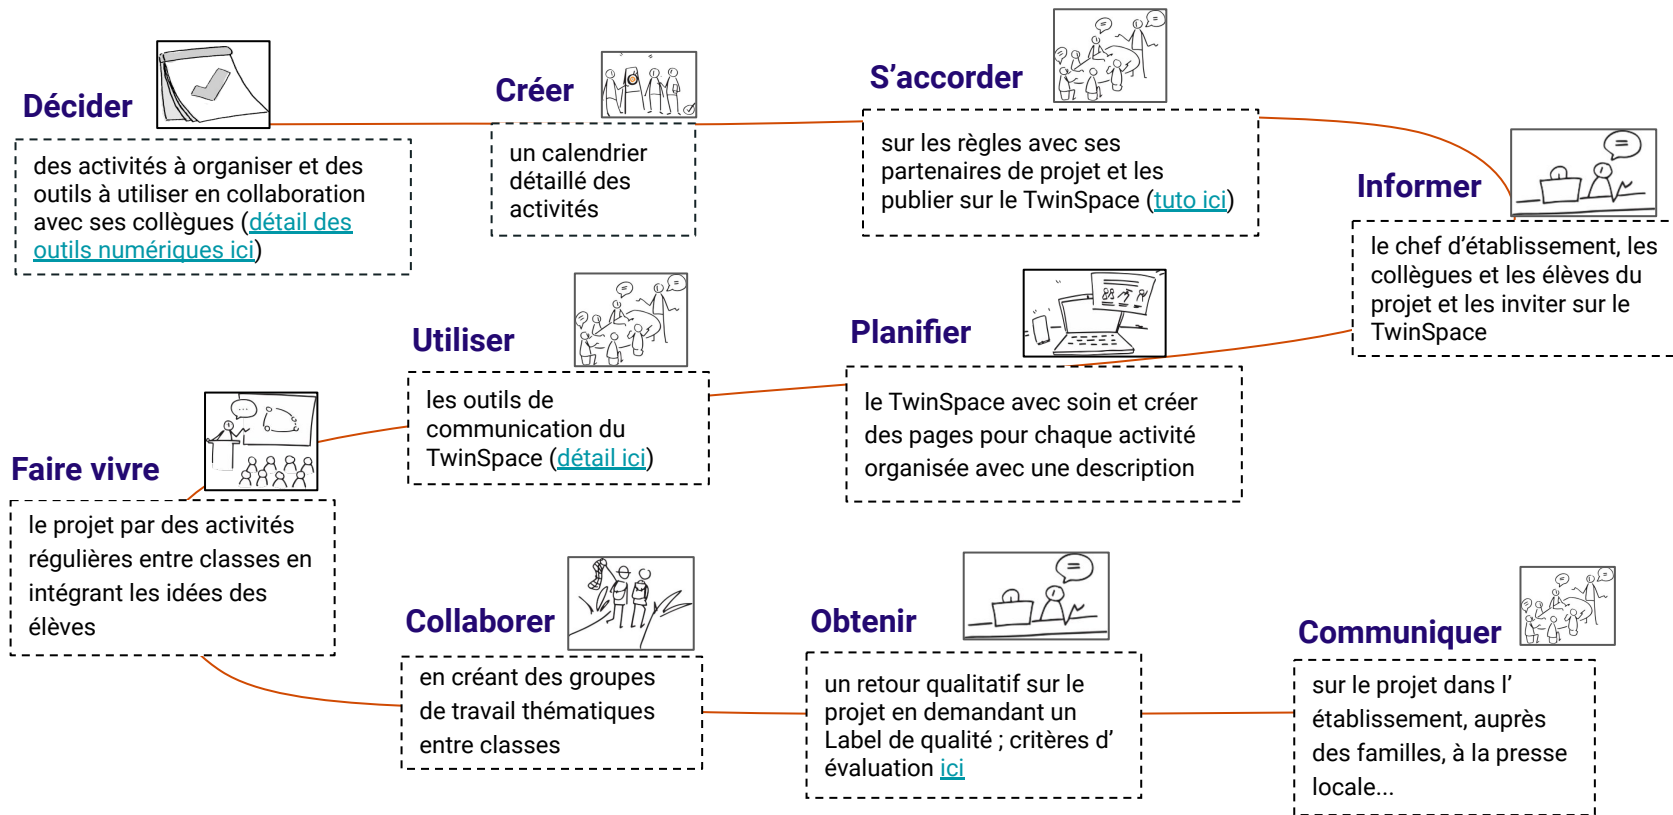 Décider
des activités à organiser et des
outils à utiliser en collaboration
avec ses collègues (détail des
outils numériques ici)
Créer
un calendrier
détaillé des
activités
S'accorder
sur les règles avec ses
partenaires de projet et les
publier sur le TwinSpace (tuto ici)
Informer
le chef d'établissement, les
collègues et les élèves du
projet et les inviter sur le
TwinSpace
Planifier
le TwinSpace avec soin et créer
des pages pour chaque activité
organisée avec une description
Utiliser
les outils de
communication du
TwinSpace (détail ici)
Faire vivre
le projet par des activités
régulières entre classes en
intégrant les idées des
élèves
Collaborer
en créant des groupes
de travail thématiques
entre classes
Obtenir
un retour qualitatif sur le
projet en demandant un
Label de qualité ; critères d'
évaluation ici
Communiquer
sur le projet dans l'
établissement, auprès
des familles, à la presse
locale...